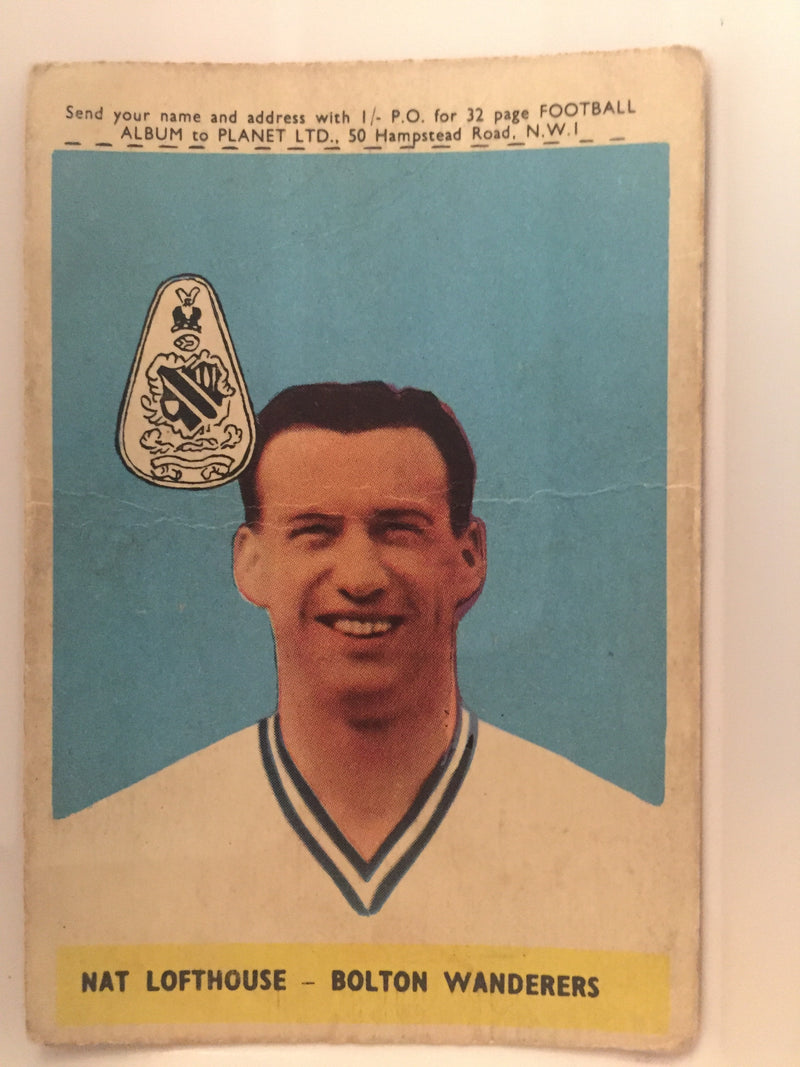 Send your name and address with 1/- P.O. for 32 page FOOTBALL
ALBUM to PLANET LTD., 50 Hampstead Road, N.W.1
NAT LOFTHOUSE – BOLTON WANDERERS